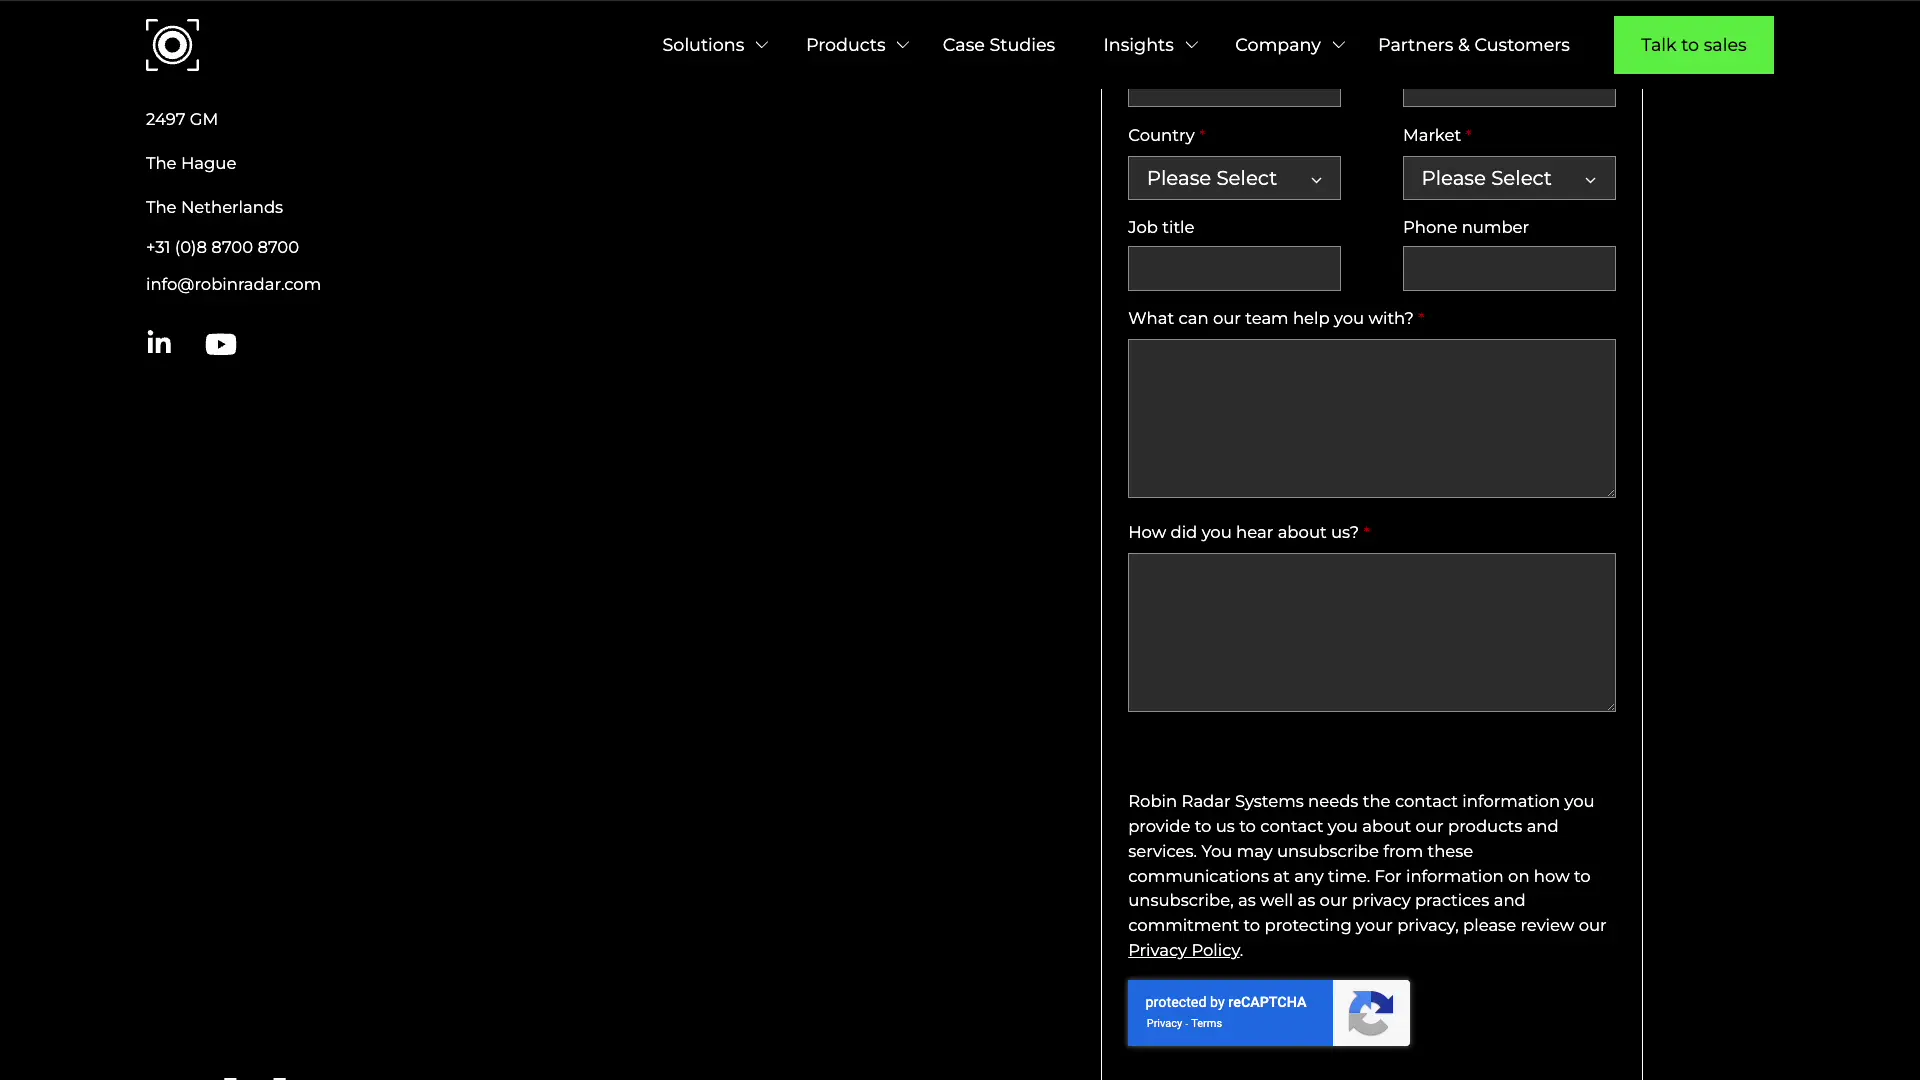 Solutions
Products
Case Studies
Insights
Company
Partners & Customers
Talk to sales
2497 GM
The Hague
The Netherlands
+31 (0)8 8700 8700
info@robinradar.com
Country *
Market *
Please Select
Please Select
Job title
Phone number
What can our team help you with? *
How did you hear about us? *
Robin Radar Systems needs the contact information you
provide to us to contact you about our products and
services. You may unsubscribe from these
communications at any time. For information on how to
unsubscribe, as well as our privacy practices and
commitment to protecting your privacy, please review our
Privacy Policy.
protected by reCAPTCHA
Privacy - Terms